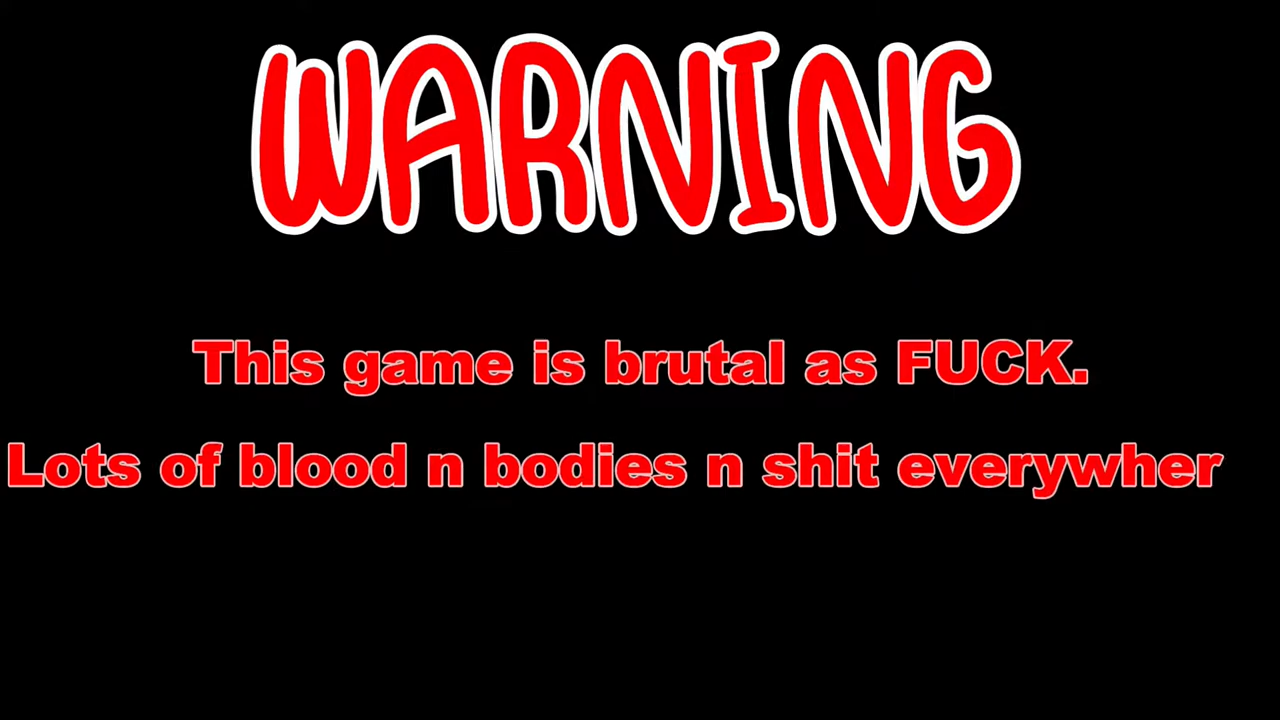 WARNING
This game is brutal as FUCK.
Lots of blood n bodies n shit everywher